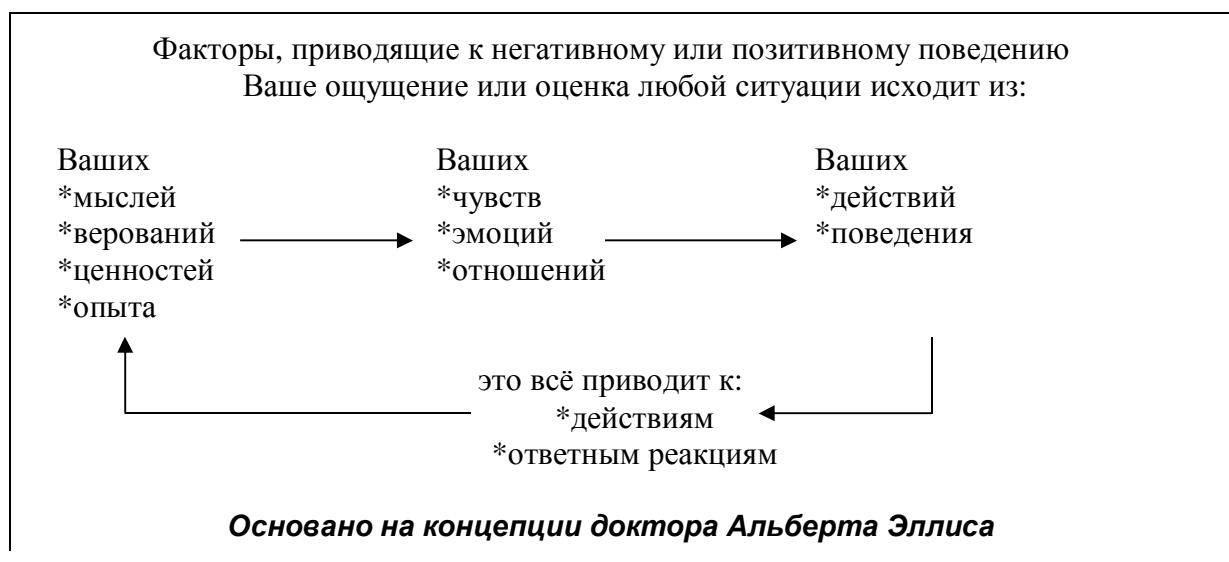 Факторы, приводящие к негативному или позитивному поведению
Ваше ощущение или оценка любой ситуации исходит из:
Ваших
*мыслей
*верований
*ценностей
*опыта
Ваших
*чувств
*эмоций
*отношений
Ваших
*действий
*поведения
это всё приводит к:
*действиям
*ответным реакциям
Основано на концепции доктора Альберта Эллиса